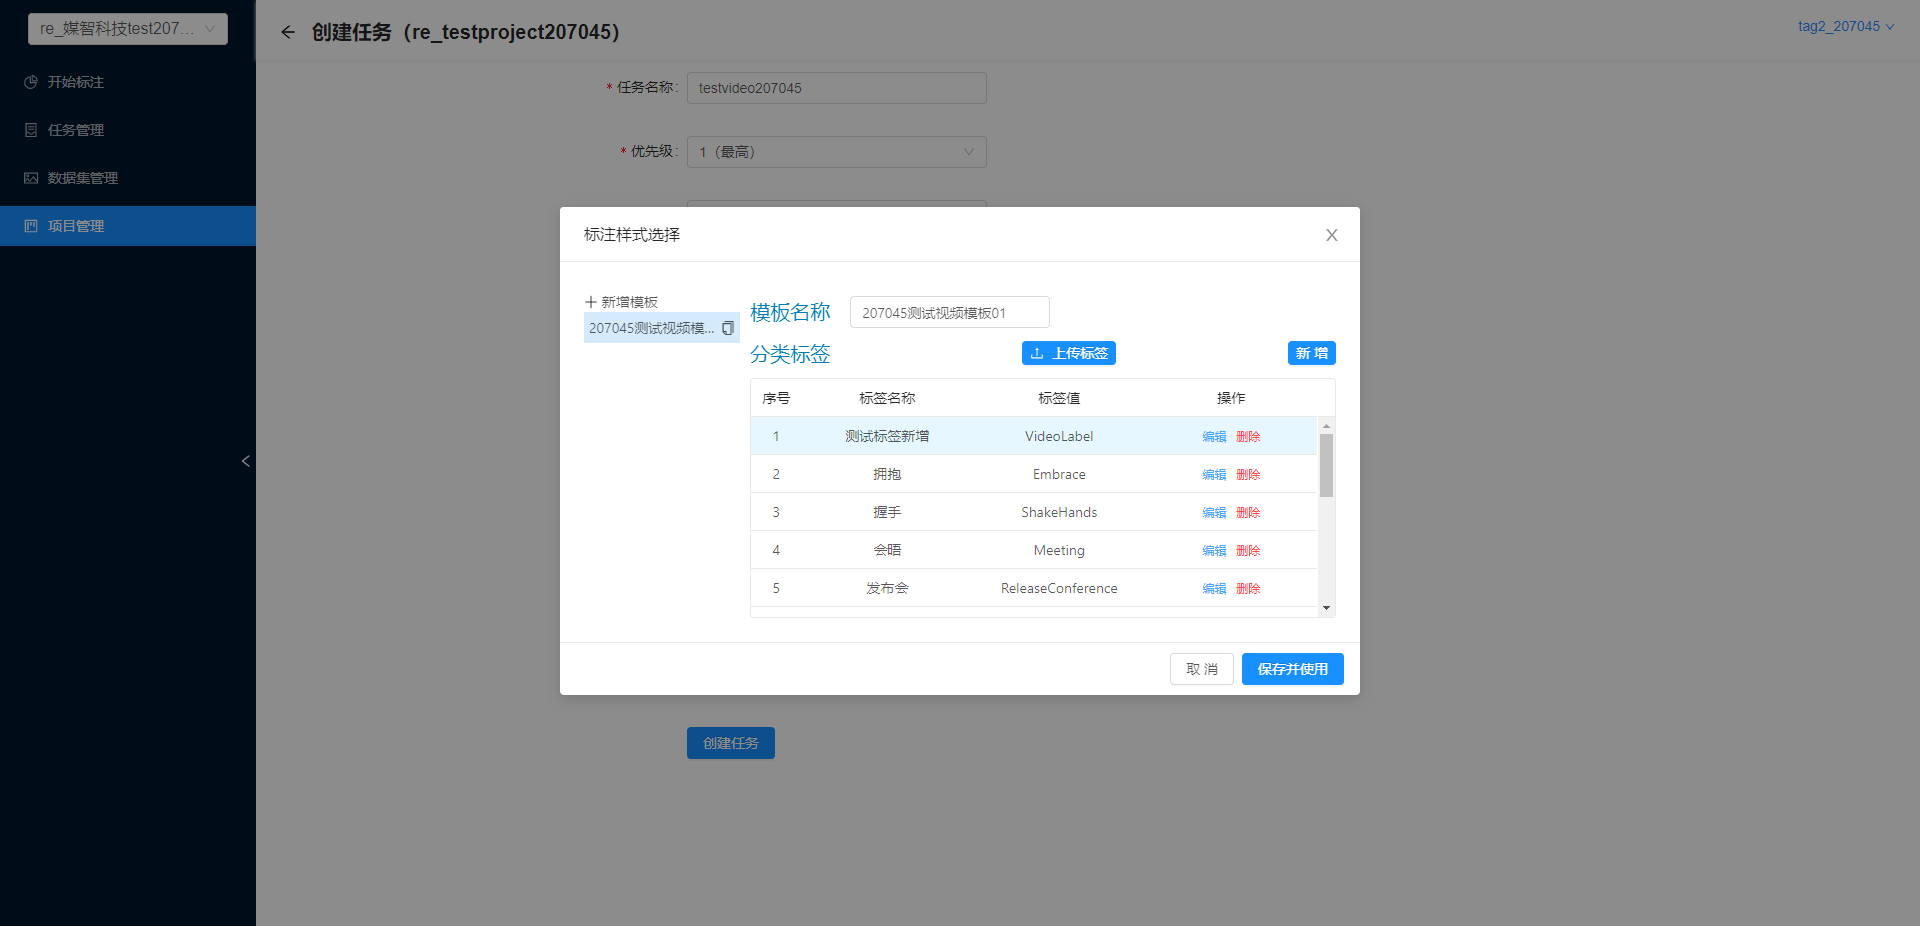 re_媒智科技test207...
开始标注
任务管理
数据集管理
项目管理
创建任务（re_testproject207045）
tag2_207045
* 任务名称:
testvideo207045
* 优先级:
1（最高）
标注样式选择
新增模板
207045测试视频模...
模板名称
207045测试视频模板01
分类标签
上传标签
新 增
序号 标签名称 标签值 操作
1 测试标签新增 VideoLabel 编辑 删除
2 拥抱 Embrace 编辑 删除
3 握手 ShakeHands 编辑 删除
4 会晤 Meeting 编辑 删除
5 发布会 ReleaseConference 编辑 删除
取 消
保存并使用
创建任务